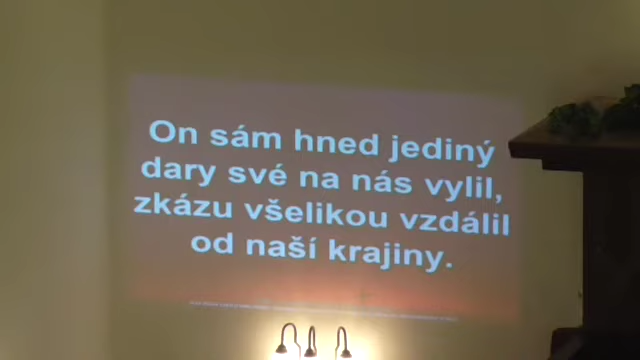 On sám hned jediný
dary své na nás vylil,
zkázu všelikou vzdálil
od naší krajiny.